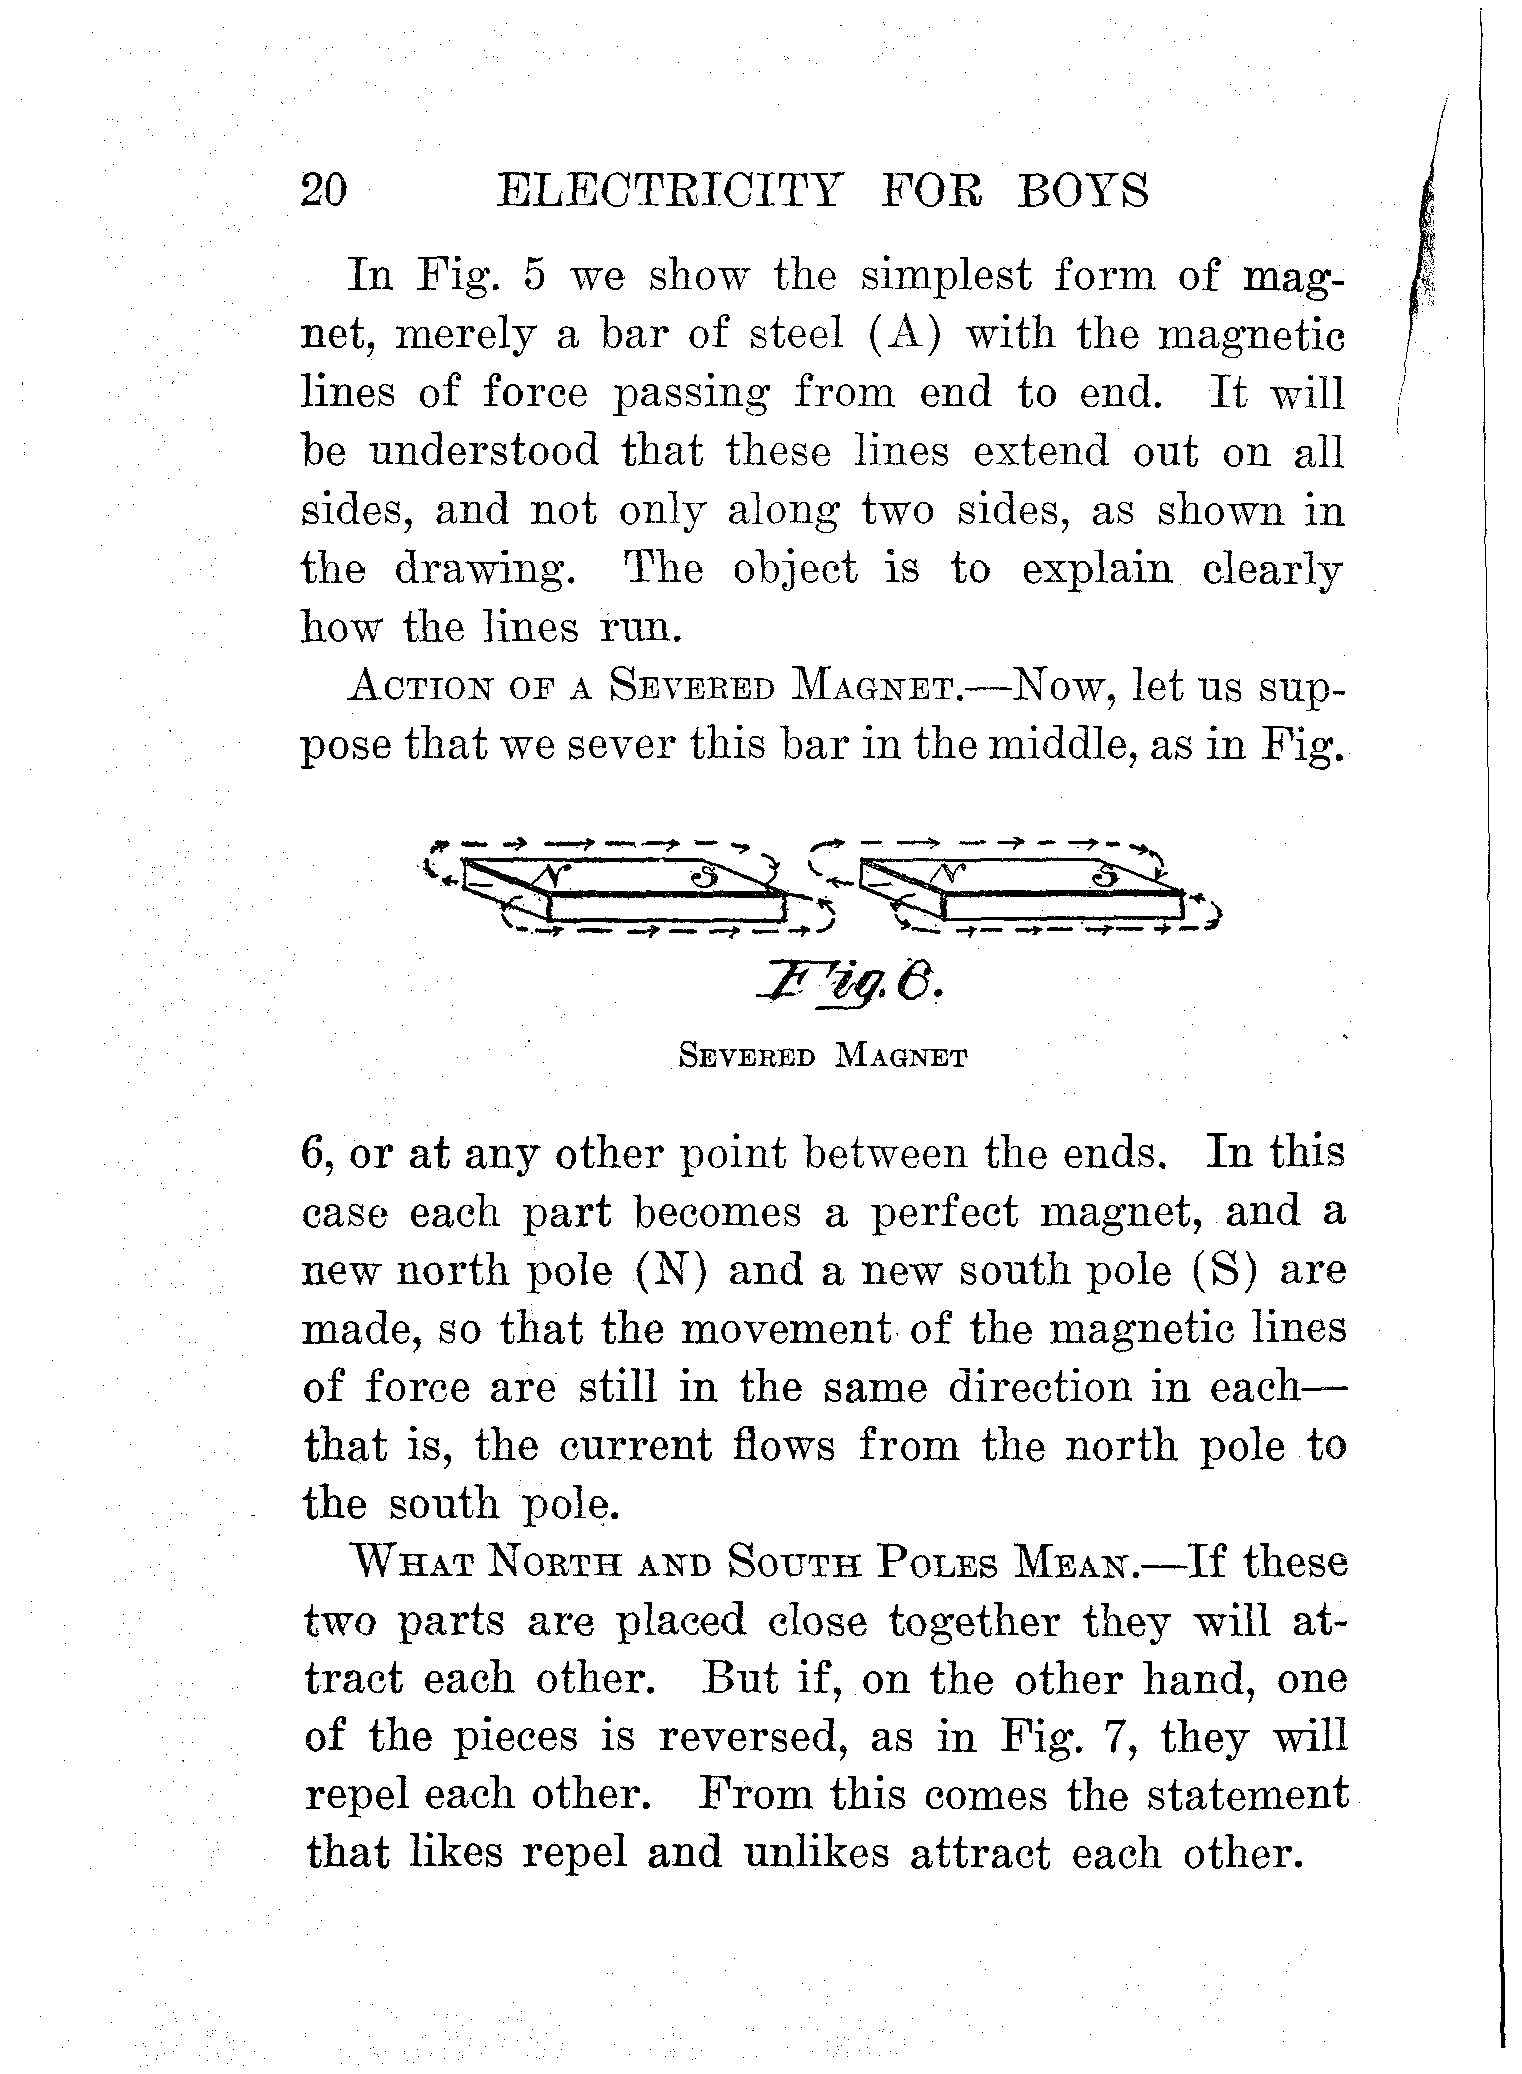 20 ELECTRICITY FOR BOYS
In Fig. 5 we show the simplest form of mag-
net, merely a bar of steel (A) with the magnetic
lines of force passing from end to end. It will
be understood that these lines extend out on all
sides, and not only along two sides, as shown in
the drawing. The object is to explain clearly
how the lines run.
ACTION OF A SEVERED MAGNET.—Now, let us sup-
pose that we sever this bar in the middle, as in Fig.
N S N S
Fig. 6.
SEVERED MAGNET
6, or at any other point between the ends. In this
case each part becomes a perfect magnet, and a
new north pole (N) and a new south pole (S) are
made, so that the movement of the magnetic lines
of force are still in the same direction in each—
that is, the current flows from the north pole to
the south pole.
WHAT NORTH AND SOUTH POLES MEAN.—If these
two parts are placed close together they will at-
tract each other. But if, on the other hand, one
of the pieces is reversed, as in Fig. 7, they will
repel each other. From this comes the statement
that likes repel and unlikes attract each other.